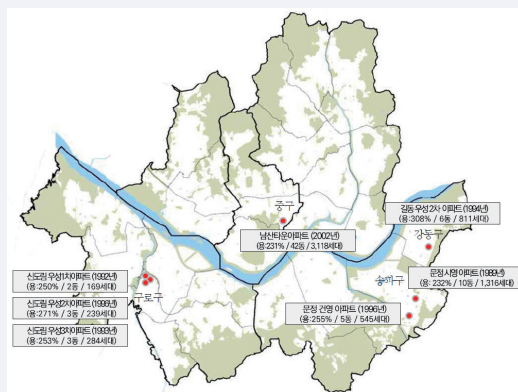 중구
남산타운아파트 (2002년)
(용:231% / 42동 / 3,118세대)
길동 우성2차 아파트 (1994년)
(용:308% / 6동 / 811세대)
강동구
송파구
문정시영 아파트 (1989년)
(용: 232% / 10동 / 1,316세대)
문정 건영 아파트 (1996년)
(용:255% / 5동 / 545세대)
신도림 우성1차아파트 (1992년)
(용:250% / 2동 / 169세대)
구로구
신도림 우성2차아파트 (1996년)
(용:271% / 3동 / 239세대)
신도림 우성3차아파트 (1993년)
(용:253% / 3동 / 284세대)